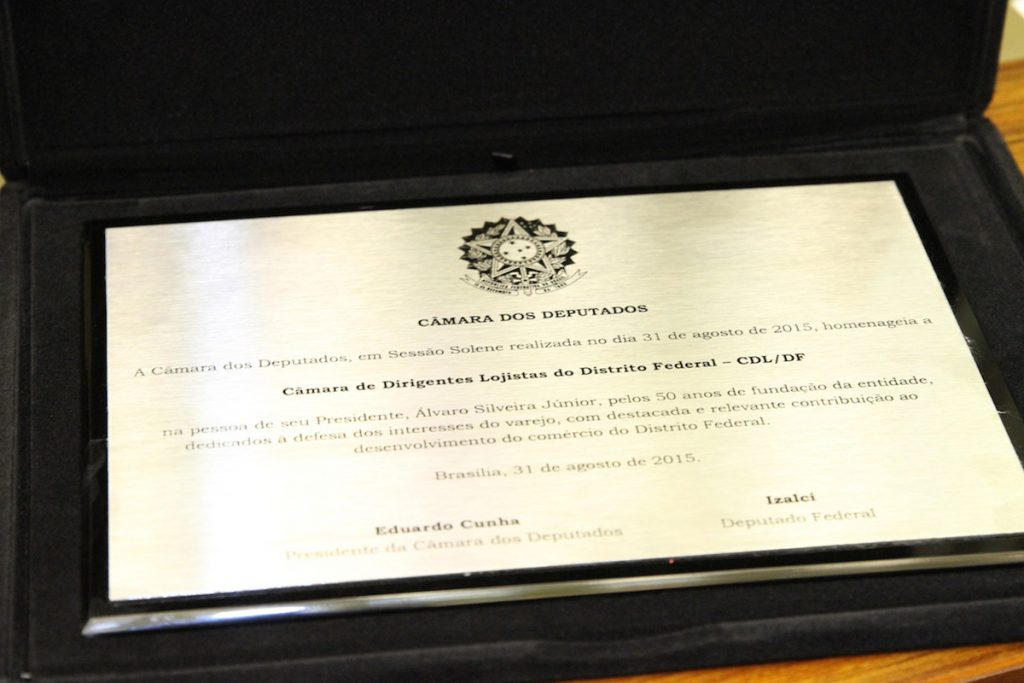 CÂMARA DOS DEPUTADOS
A Câmara dos Deputados, em Sessão Solene realizada no dia 31 de agosto de 2015, homenageia a
Câmara de Dirigentes Lojistas do Distrito Federal – CDL/DF
na pessoa de seu Presidente, Álvaro Silveira Júnior, pelos 50 anos de fundação da entidade,
dedicados à defesa dos interesses do varejo, com destacada e relevante contribuição ao
desenvolvimento do comércio do Distrito Federal.
Brasília, 31 de agosto de 2015.
Eduardo Cunha
Presidente da Câmara dos Deputados
Izalci
Deputado Federal